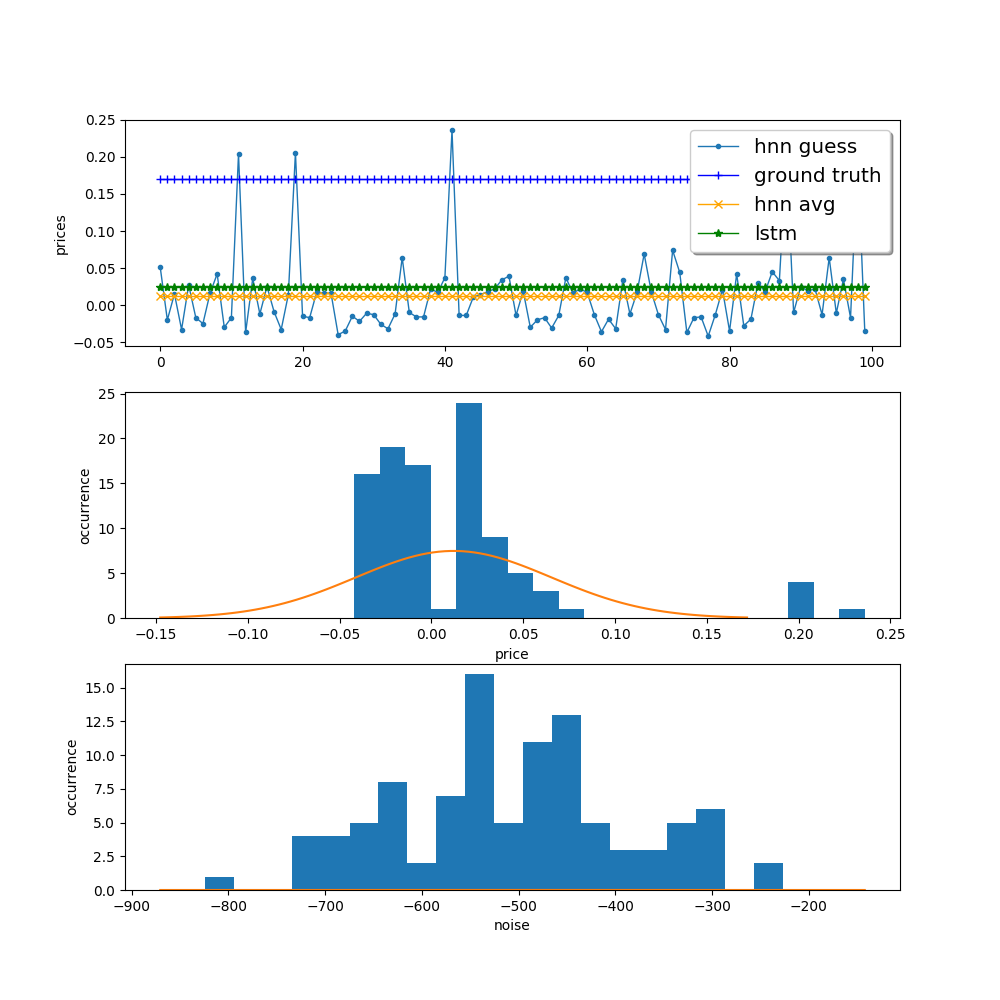 0.25
0.20
0.15
0.10
0.05
0.00
−0.05
prices
hnn guess
ground truth
hnn avg
lstm
0 20 40 60 80 100
25
20
15
10
5
0
occurrence
−0.15 −0.10 −0.05 0.00 0.05 0.10 0.15 0.20 0.25
price
15.0
12.5
10.0
7.5
5.0
2.5
0.0
occurrence
−900 −800 −700 −600 −500 −400 −300 −200
noise